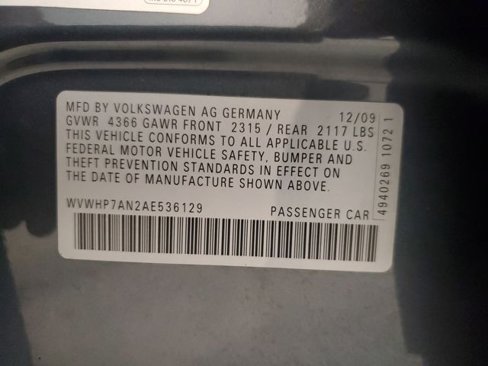 MFD BY VOLKSWAGEN AG GERMANY 12/09
GVWR 4366 GAWR FRONT 2315 / REAR 2117 LBS
THIS VEHICLE CONFORMS TO ALL APPLICABLE U.S.
FEDERAL MOTOR VEHICLE SAFETY, BUMPER AND
THEFT PREVENTION STANDARDS IN EFFECT ON THE
DATE OF MANUFACTURE SHOWN ABOVE.
WVWHP7AN2AE536129 PASSENGER CAR
4940269 1072 1